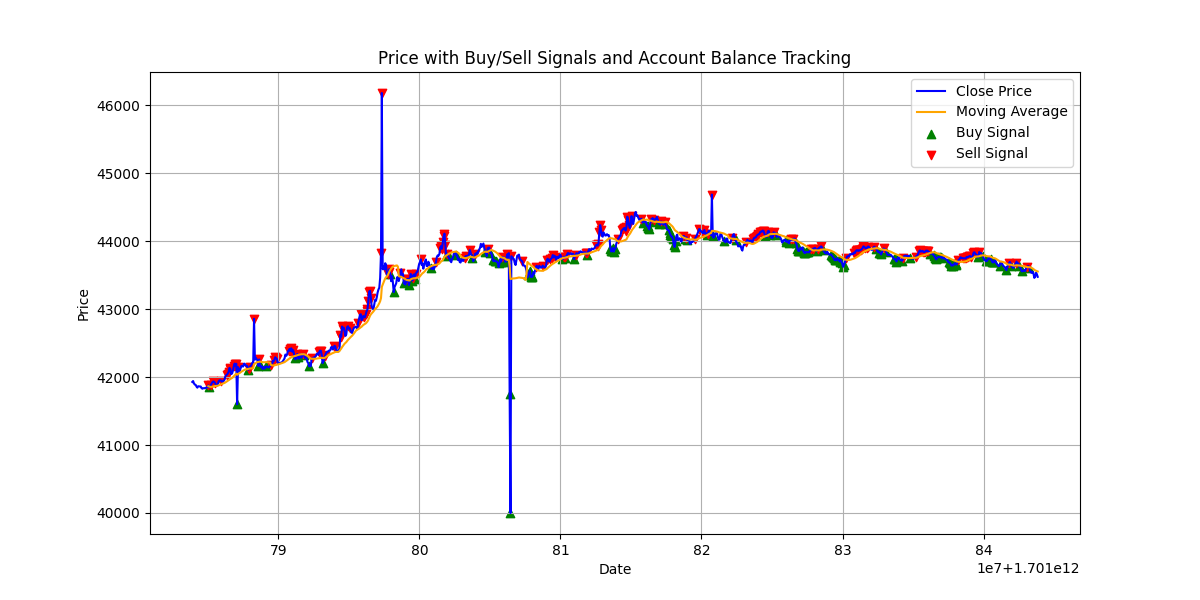 Price with Buy/Sell Signals and Account Balance Tracking
Close Price
Moving Average
Buy Signal
Sell Signal
46000
45000
44000
43000
42000
41000
40000
Price
79 80 81 82 83 84
Date
1e7+1.701e12